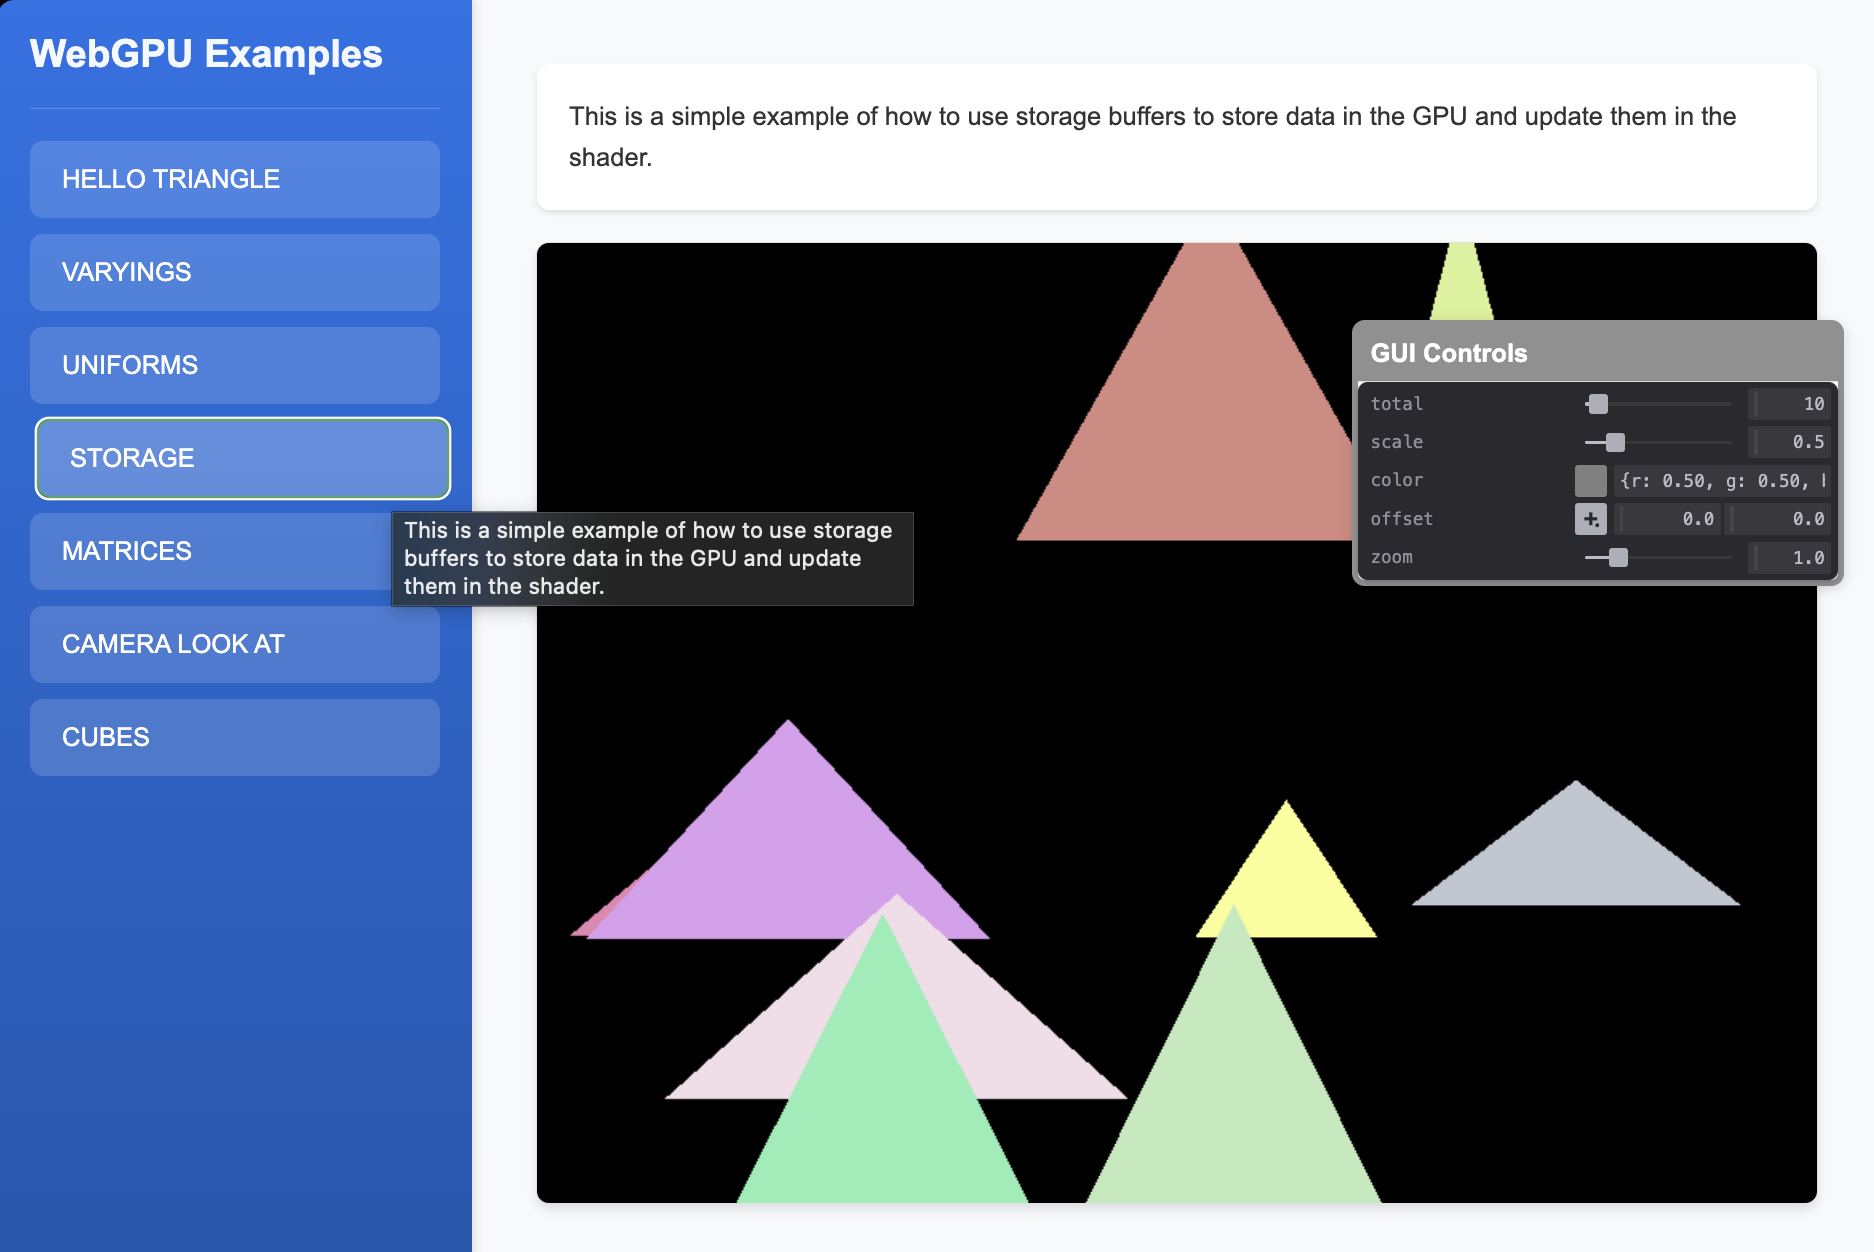 WebGPU Examples
HELLO TRIANGLE
VARYINGS
UNIFORMS
STORAGE
MATRICES
CAMERA LOOK AT
CUBES
This is a simple example of how to use storage buffers to store data in the GPU and update them in the
shader.
This is a simple example of how to use storage
buffers to store data in the GPU and update
them in the shader.
GUI Controls
total 10
scale 0.5
color {r: 0.50, g: 0.50,
offset 0.0 0.0
zoom 1.0